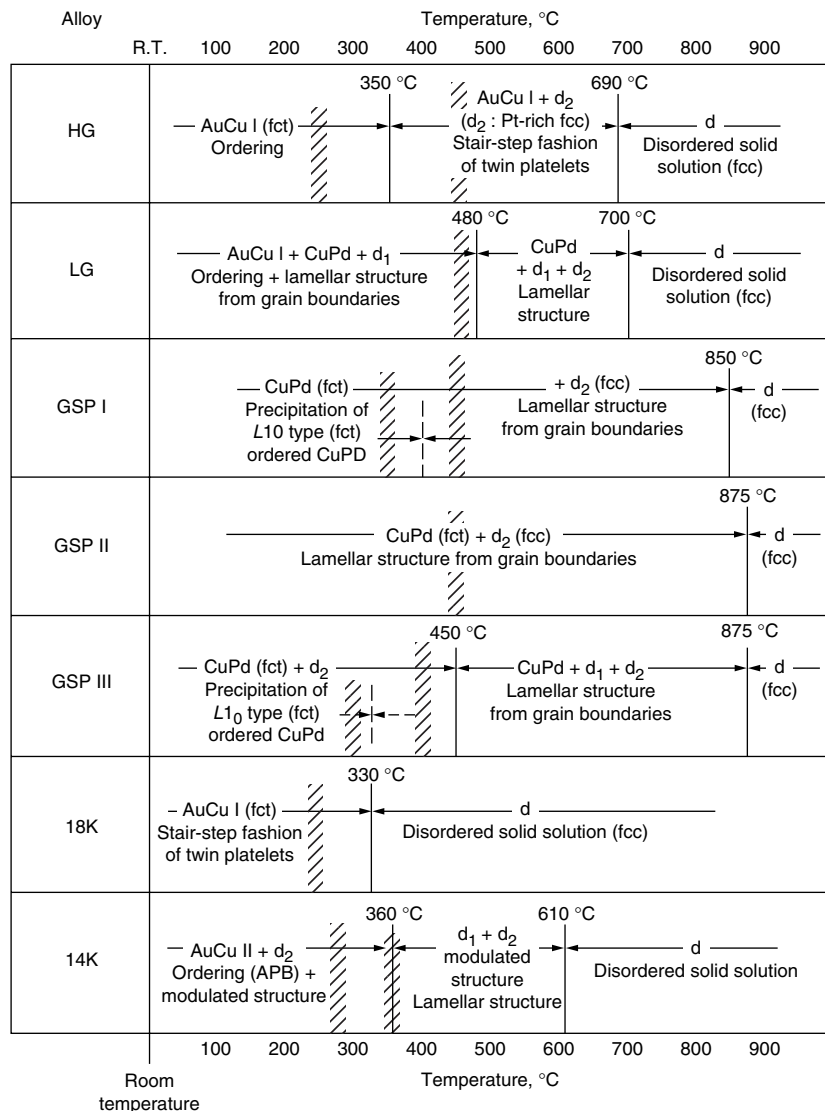 Alloy
Temperature, °C
R.T. 100 200 300 400 500 600 700 800 900
HG
350 °C
690 °C
AuCu I (fct)
Ordering
AuCu I + d2
(d2 : Pt-rich fcc)
Stair-step fashion
of twin platelets
d
Disordered solid
solution (fcc)
LG
480 °C
700 °C
AuCu I + CuPd + d1
Ordering + lamellar structure
from grain boundaries
CuPd
+ d1 + d2
Lamellar
structure
d
Disordered solid
solution (fcc)
GSP I
850 °C
CuPd (fct)
Precipitation of
L10 type (fct)
ordered CuPD
+ d2 (fcc)
Lamellar structure
from grain boundaries
d
(fcc)
GSP II
875 °C
CuPd (fct) + d2 (fcc)
Lamellar structure from grain boundaries
d
(fcc)
GSP III
450 °C
875 °C
CuPd (fct) + d2
Precipitation of
L10 type (fct)
ordered CuPd
CuPd + d1 + d2
Lamellar structure
from grain boundaries
d
(fcc)
18K
330 °C
AuCu I (fct)
Stair-step fashion
of twin platelets
d
Disordered solid solution (fcc)
14K
360 °C
610 °C
AuCu II + d2
Ordering (APB) +
modulated structure
d1 + d2
modulated
structure
Lamellar structure
d
Disordered solid solution
100 200 300 400 500 600 700 800 900
Room
temperature
Temperature, °C